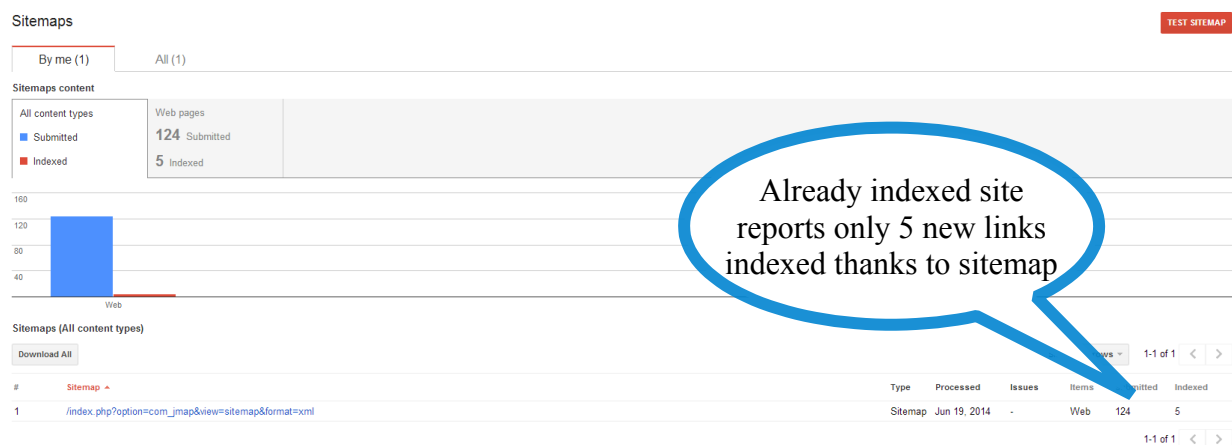 Sitemaps
TEST SITEMAP
By me (1)
All (1)
Sitemaps content
All content types
Submitted
Indexed
Web pages
124 Submitted
5 Indexed
160
120
80
40
Web
Already indexed site
reports only 5 new links
indexed thanks to sitemap
Sitemaps (All content types)
Download All
1-1 of 1
# Sitemap Type Processed Issues Items Indexed
1 /index.php?option=com_jmap&view=sitemap&format=xml Sitemap Jun 19, 2014 - Web 124 5
1-1 of 1